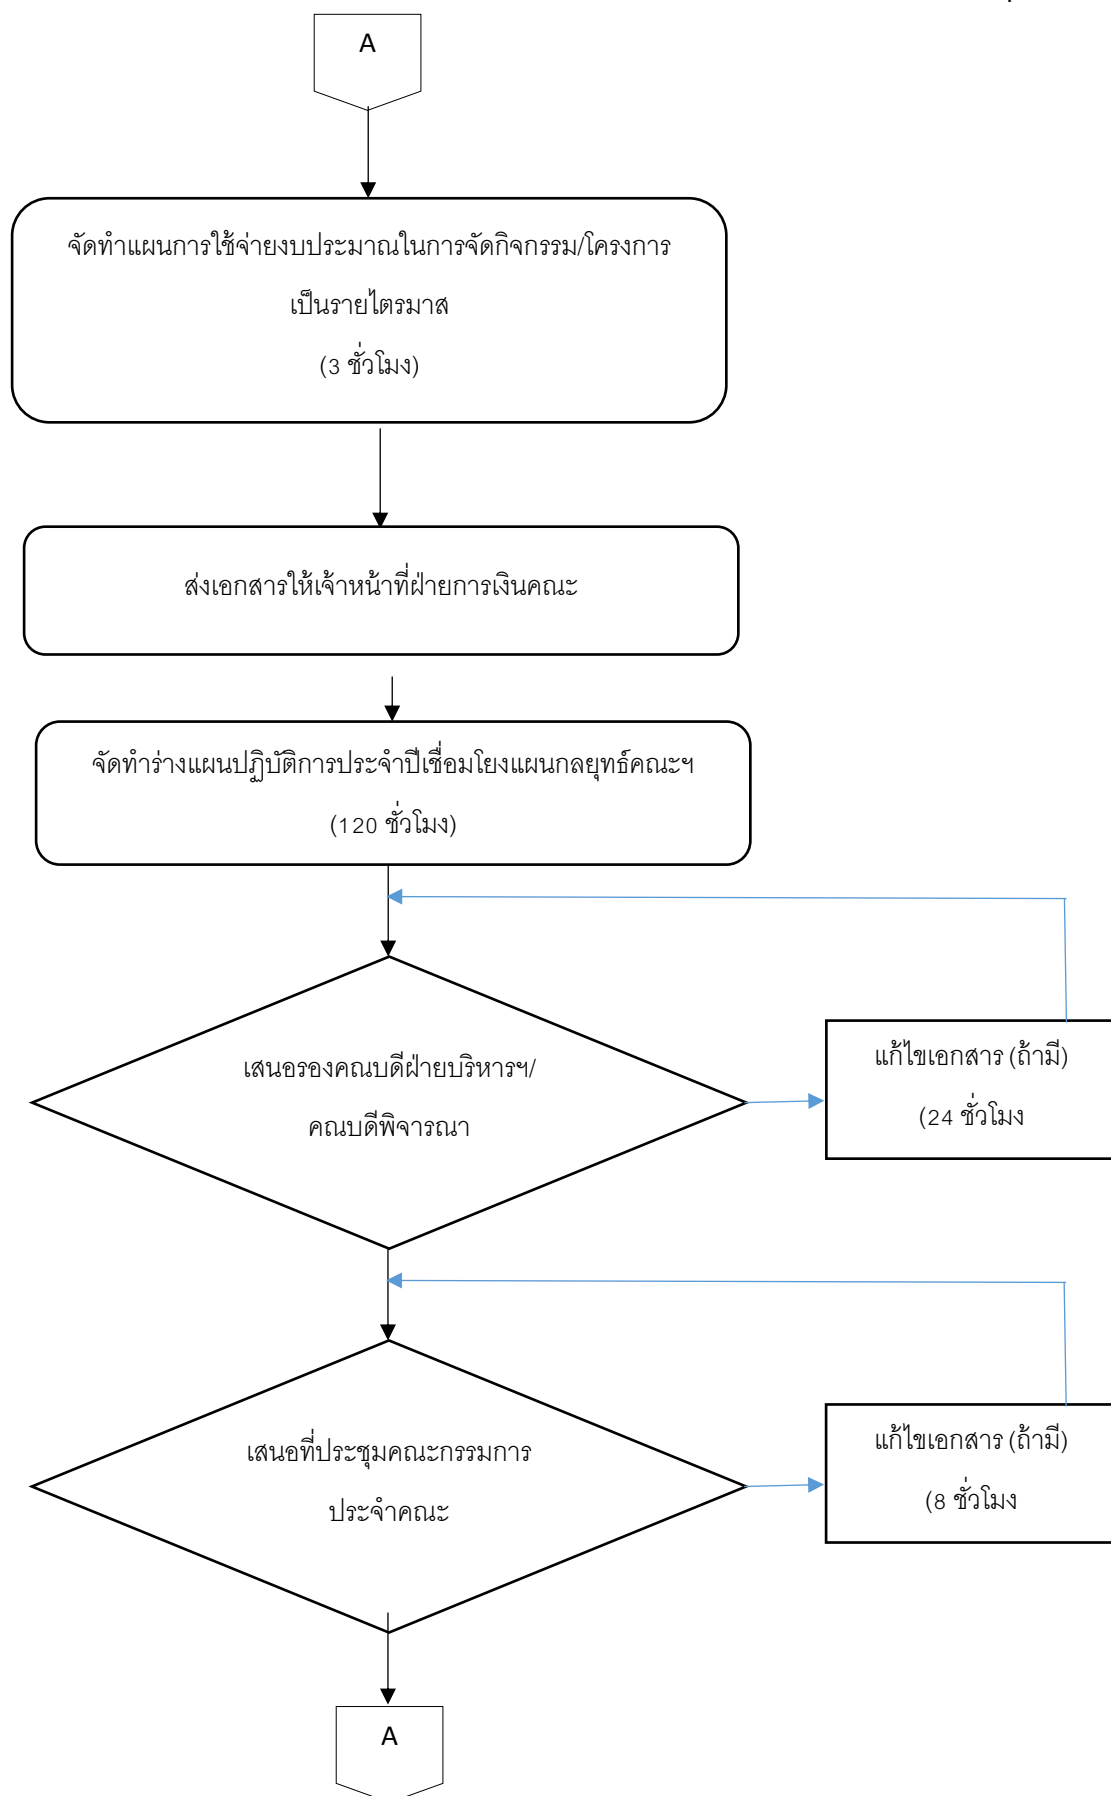 A
จัดทำแผนการใช้จ่ายงบประมาณในการจัดกิจกรรม/โครงการ
เป็นรายไตรมาส
(3 ชั่วโมง)
ส่งเอกสารให้เจ้าหน้าที่ฝ่ายการเงินคณะ
จัดทำร่างแผนปฏิบัติการประจำปีเชื่อมโยงแผนกลยุทธ์คณะฯ
(120 ชั่วโมง)
เสนอรองคณบดีฝ่ายบริหารฯ/
คณบดีพิจารณา
แก้ไขเอกสาร (ถ้ามี)
(24 ชั่วโมง
เสนอที่ประชุมคณะกรรมการ
ประจำคณะ
แก้ไขเอกสาร (ถ้ามี)
(8 ชั่วโมง
A